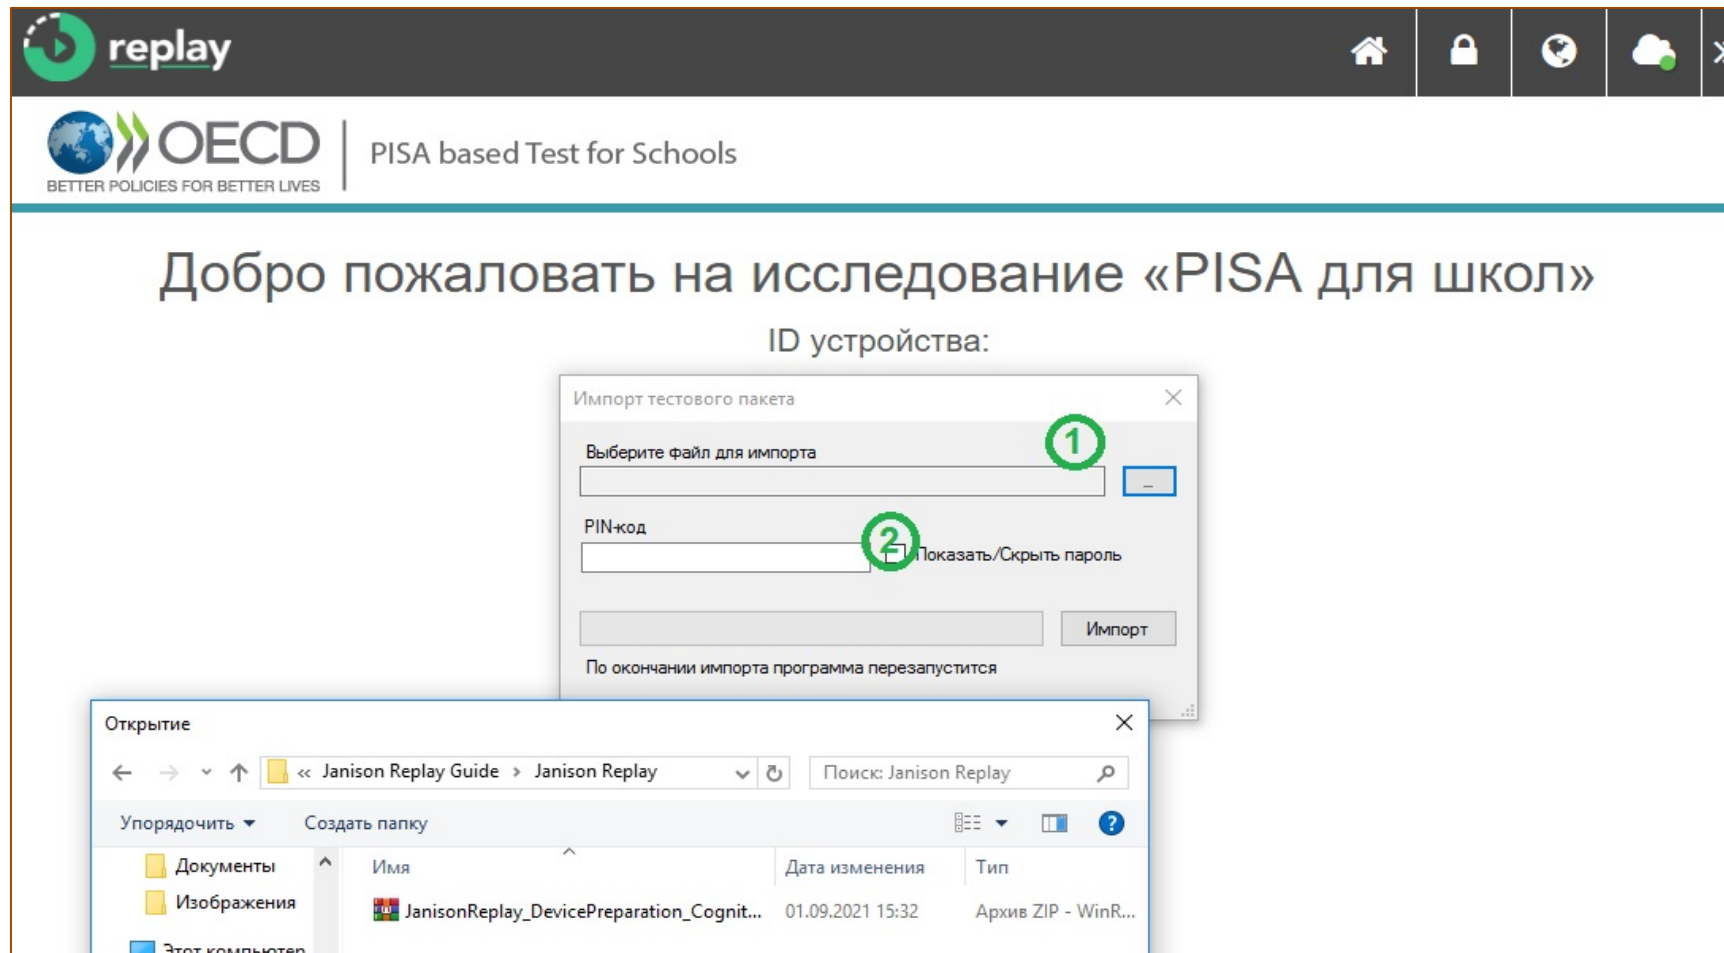 replay
OECD
BETTER POLICIES FOR BETTER LIVES
PISA based Test for Schools
Добро пожаловать на исследование «PISA для школ»
ID устройства:
Импорт тестового пакета
1
Выберите файл для импорта
...
PIN-код
2
Показать/Скрыть пароль
Импорт
По окончании импорта программа перезапустится
Открытие
« Janison Replay Guide > Janison Replay
Поиск: Janison Replay
Упорядочить
Создать папку
?
Документы
Имя
Дата изменения
Тип
Изображения
JanisonReplay_DevicePreparation_Cognit... 01.09.2021 15:32 Архив ZIP - WinR...
Этот компьютер